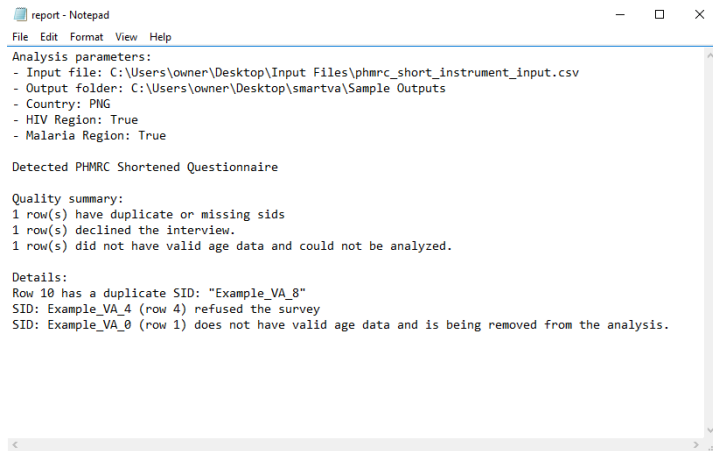 report - Notepad
File Edit Format View Help
Analysis parameters:
- Input file: C:\Users\owner\Desktop\Input Files\phmrc_short_instrument_input.csv
- Output folder: C:\Users\owner\Desktop\smartva\Sample Outputs
- Country: PNG
- HIV Region: True
- Malaria Region: True
Detected PHMRC Shortened Questionnaire
Quality summary:
1 row(s) have duplicate or missing sids
1 row(s) declined the interview.
1 row(s) did not have valid age data and could not be analyzed.
Details:
Row 10 has a duplicate SID: "Example_VA_8"
SID: Example_VA_4 (row 4) refused the survey
SID: Example_VA_0 (row 1) does not have valid age data and is being removed from the analysis.